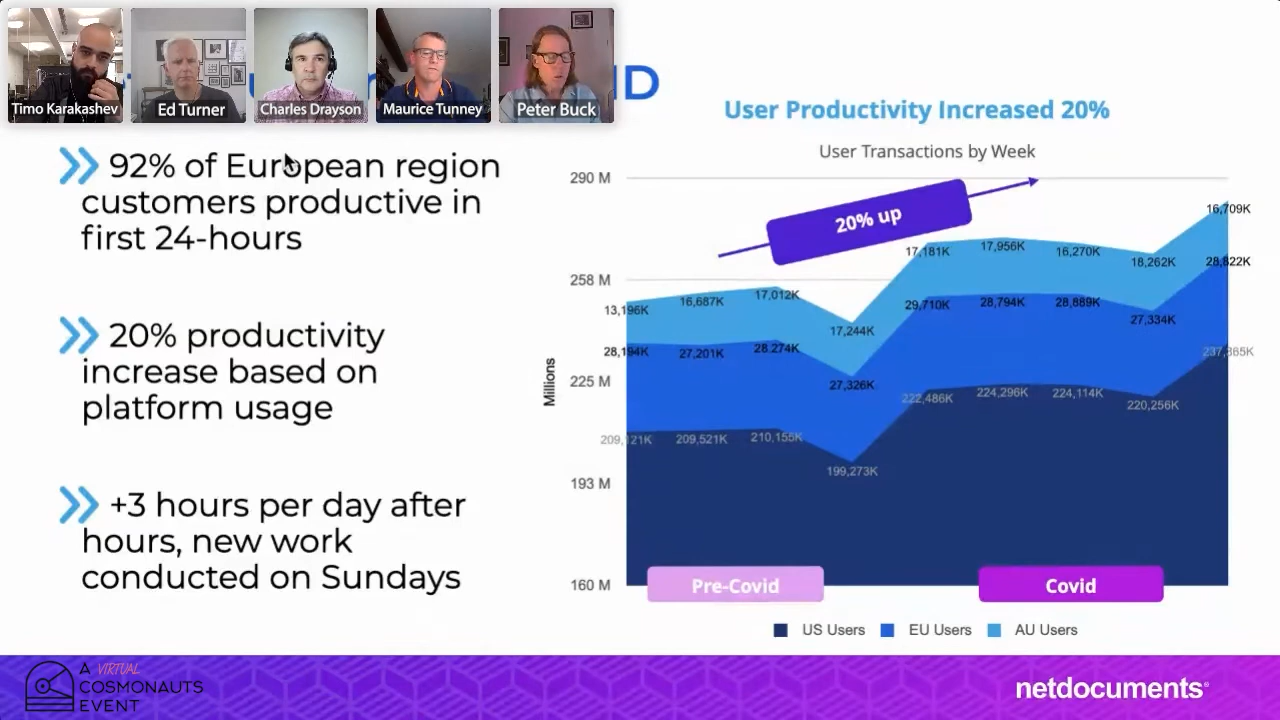 Timo Karakashev
Ed Turner
Charles Drayson
Maurice Tunney
Peter Buck
User Productivity Increased 20%
User Transactions by Week
92% of European region
customers productive in
first 24-hours
20% productivity
increase based on
platform usage
+3 hours per day after
hours, new work
conducted on Sundays
Millions
290 M
258 M
225 M
193 M
160 M
20% up
13,196K
16,687K
17,012K
17,244K
17,181K
17,956K
16,270K
18,262K
16,709K
28,194K
27,201K
28.274K
27,326K
29,710K
28,794K
28,889K
27,334K
28,822K
209,121K
209,521K
210,155K
199,273K
222,486K
224,296K
224,114K
220,256K
Pre-Covid
Covid
US Users
EU Users
AU Users
A VIRTUAL
COSMONAUTS
EVENT
netdocuments